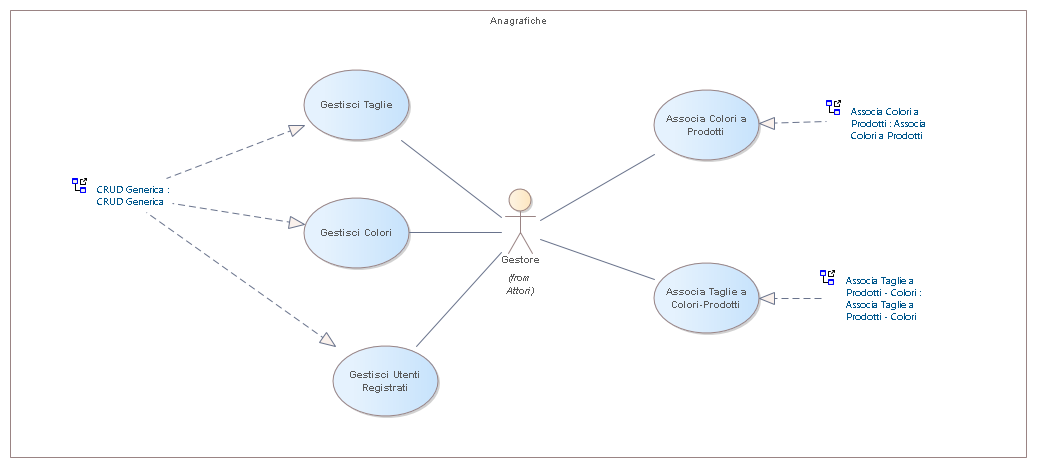 Anagrafiche
Gestisci Taglie
CRUD Generica :
CRUD Generica
Gestisci Colori
Gestisci Utenti
Registrati
Gestore
(from
Attori)
Associa Colori a
Prodotti
Associa Colori a
Prodotti : Associa
Colori a Prodotti
Associa Taglie a
Colori-Prodotti
Associa Taglie a
Prodotti - Colori :
Associa Taglie a
Prodotti - Colori